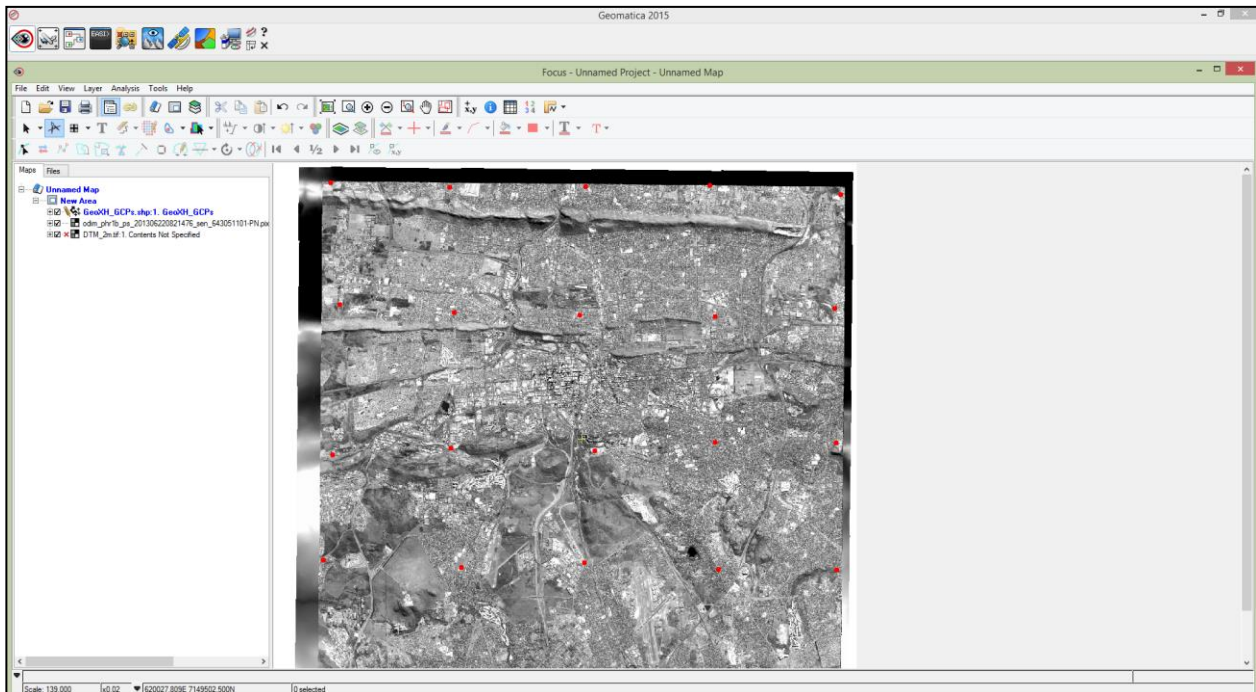 Geomatica 2015
EASI>
Focus - Unnamed Project - Unnamed Map
File Edit View Layer Analysis Tools Help
Maps Files
Unnamed Map
New Area
GeoXH_GCPs.shp:1. GeoXH_GCPs
odim_phr1b_ps_201306220821476_sen_643051101-PN.pix
DTM_2m.tif:1. Contents Not Specified
Scale: 139,000 x0.02 620027.809E 7149502.500N 0 selected